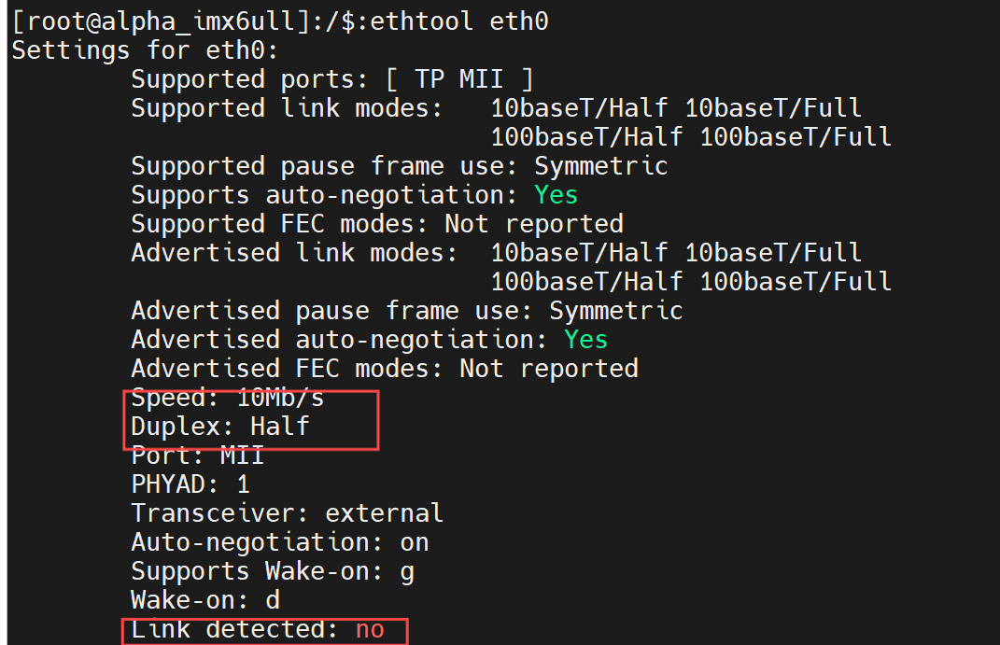 [root@alpha_imx6ull]:/$:ethtool eth0
Settings for eth0:
Supported ports: [ TP MII ]
Supported link modes: 10baseT/Half 10baseT/Full
100baseT/Half 100baseT/Full
Supported pause frame use: Symmetric
Supports auto-negotiation: Yes
Supported FEC modes: Not reported
Advertised link modes: 10baseT/Half 10baseT/Full
100baseT/Half 100baseT/Full
Advertised pause frame use: Symmetric
Advertised auto-negotiation: Yes
Advertised FEC modes: Not reported
Speed: 10Mb/s
Duplex: Half
Port: MII
PHYAD: 1
Transceiver: external
Auto-negotiation: on
Supports Wake-on: g
Wake-on: d
Link detected: no